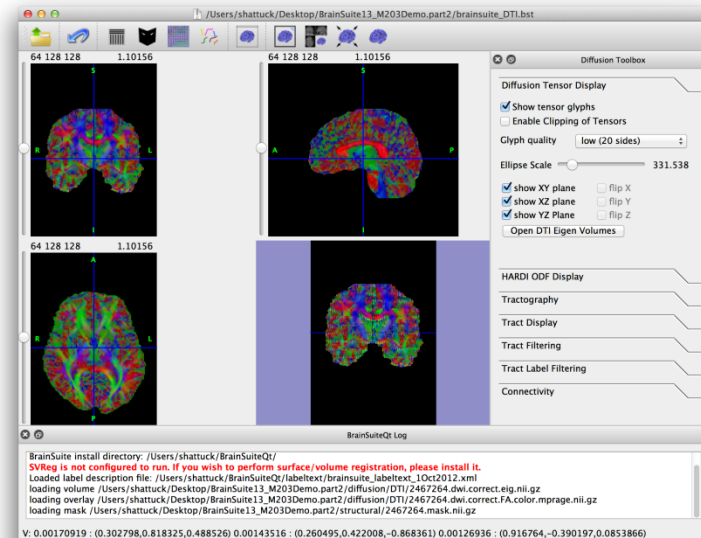 /Users/shattuck/Desktop/BrainSuite13_M203Demo.part2/brainsuite_DTI.bst
64 128 128 1.10156
S
R L
I
64 128 128 1.10156
S
A P
I
64 128 128 1.10156
A
R L
P
Diffusion Toolbox
Diffusion Tensor Display
Show tensor glyphs
Enable Clipping of Tensors
Glyph quality low (20 sides)
Ellipse Scale 331.538
show XY plane flip X
show XZ plane flip Y
show YZ Plane flip Z
Open DTI Eigen Volumes
HARDI ODF Display
Tractography
Tract Display
Tract Filtering
Tract Label Filtering
Connectivity
BrainSuiteQt Log
BrainSuite install directory: /Users/shattuck/BrainSuiteQt/
SVReg is not configured to run. If you wish to perform surface/volume registration, please install it.
Loaded label description file: /Users/shattuck/BrainSuiteQt/labeltext/brainsuite_labeltext_1Oct2012.xml
loading volume /Users/shattuck/Desktop/BrainSuite13_M203Demo.part2/diffusion/DTI/2467264.dwi.correct.eig.nii.gz
loading overlay /Users/shattuck/Desktop/BrainSuite13_M203Demo.part2/diffusion/DTI/2467264.dwi.correct.FA.color.mprage.nii.gz
loading mask /Users/shattuck/Desktop/BrainSuite13_M203Demo.part2/structural/2467264.mask.nii.gz
V: 0.00170919 : (0.302798,0.818325,0.488526) 0.00143516 : (0.260495,0.422008,-0.868361) 0.00126936 : (0.916764,-0.390197,0.0853866)